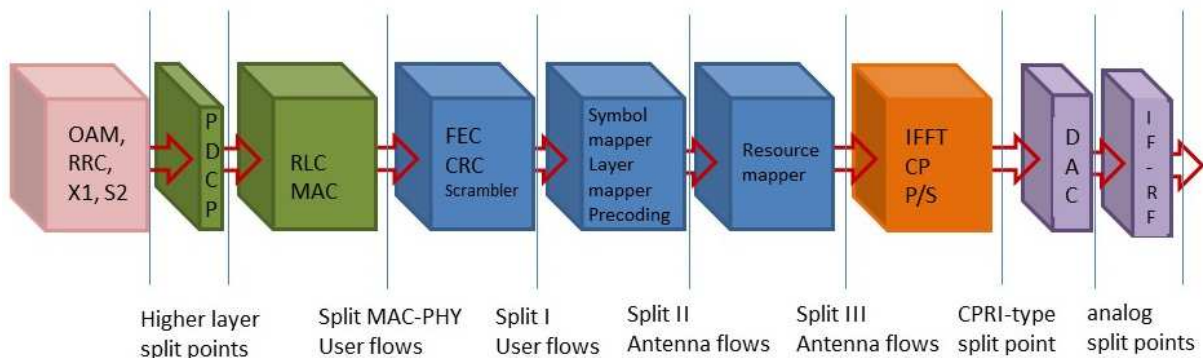 OAM,
RRC,
X1, S2
P
D
C
P
RLC
MAC
FEC
CRC
Scrambler
Symbol
mapper
Layer
mapper
Precoding
Resource
mapper
IFFT
CP
P/S
D
A
C
I
F
-
R
F
Higher layer
split points
Split MAC-PHY
User flows
Split I
User flows
Split II
Antenna flows
Split III
Antenna flows
CPRI-type
split point
analog
split points